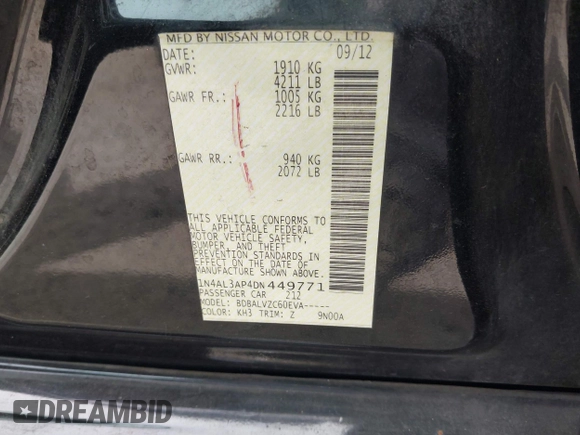 MFD BY NISSAN MOTOR CO., LTD.
DATE: 09/12
GVWR: 1910 KG
4211 LB
GAWR FR.: 1005 KG
2216 LB
GAWR RR.: 940 KG
2072 LB
THIS VEHICLE CONFORMS TO
ALL APPLICABLE FEDERAL
MOTOR VEHICLE SAFETY,
BUMPER, AND THEFT
PREVENTION STANDARDS IN
EFFECT ON THE DATE OF
MANUFACTURE SHOWN ABOVE.
1N4AL3AP4DN449771
PASSENGER CAR 212
MODEL: BDBALVZC60EVA-----
COLOR: KH3 TRIM: Z 9N00A
DREAMBID